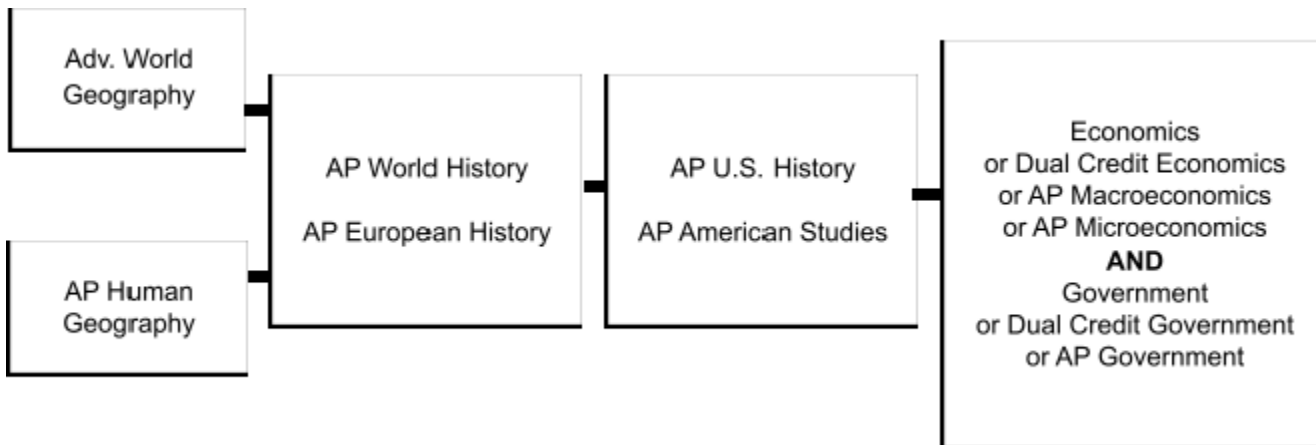 Adv. World
Geography
AP Human
Geography
AP World History
AP European History
AP U.S. History
AP American Studies
Economics
or Dual Credit Economics
or AP Macroeconomics
or AP Microeconomics
AND
Government
or Dual Credit Government
or AP Government